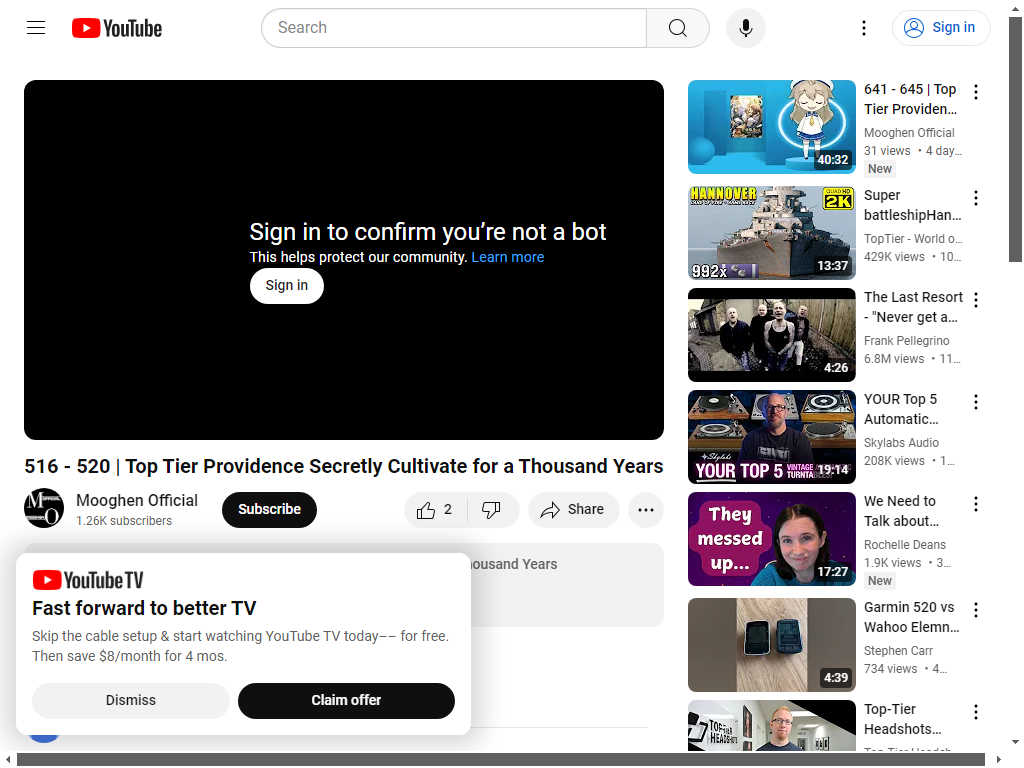 YouTube
Search
Sign in
Sign in to confirm you’re not a bot
This helps protect our community. Learn more
Sign in
516 - 520 | Top Tier Providence Secretly Cultivate for a Thousand Years
Mooghen Official
1.26K subscribers
Subscribe
2
Share
ousand Years
YouTube TV
Fast forward to better TV
Skip the cable setup & start watching YouTube TV today–– for free.
Then save $8/month for 4 mos.
Dismiss
Claim offer
40:32
641 - 645 | Top
Tier Providen...
Mooghen Official
31 views • 4 day...
New
HANNOVER
QUAD HD
2K
992x
13:37
Super
battleshipHan...
TopTier - World o...
429K views • 10...
4:26
The Last Resort
- "Never get a...
Frank Pellegrino
6.8M views • 11...
Skylabs
YOUR TOP 5
VINTAGE
TURNTABLES!
19:14
YOUR Top 5
Automatic...
Skylabs Audio
208K views • 1...
They
messed
up...
17:27
We Need to
Talk about...
Rochelle Deans
1.9K views • 3...
New
4:39
Garmin 520 vs
Wahoo Elemn...
Stephen Carr
734 views • 4...
TOP-TIER
HEADSHOTS
Top-Tier
Headshots...